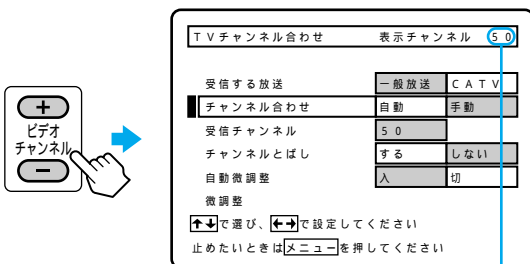 TVチャンネル合わせ 表示チャンネル 50
受信する放送 一般放送 CATV
チャンネル合わせ 自動 手動
受信チャンネル 50
チャンネルとばし する しない
自動微調整 入 切
微調整
↑↓で選び、←→で設定してください
止めたいときはメニューを押してください
+
ビデオ
チャンネル
−